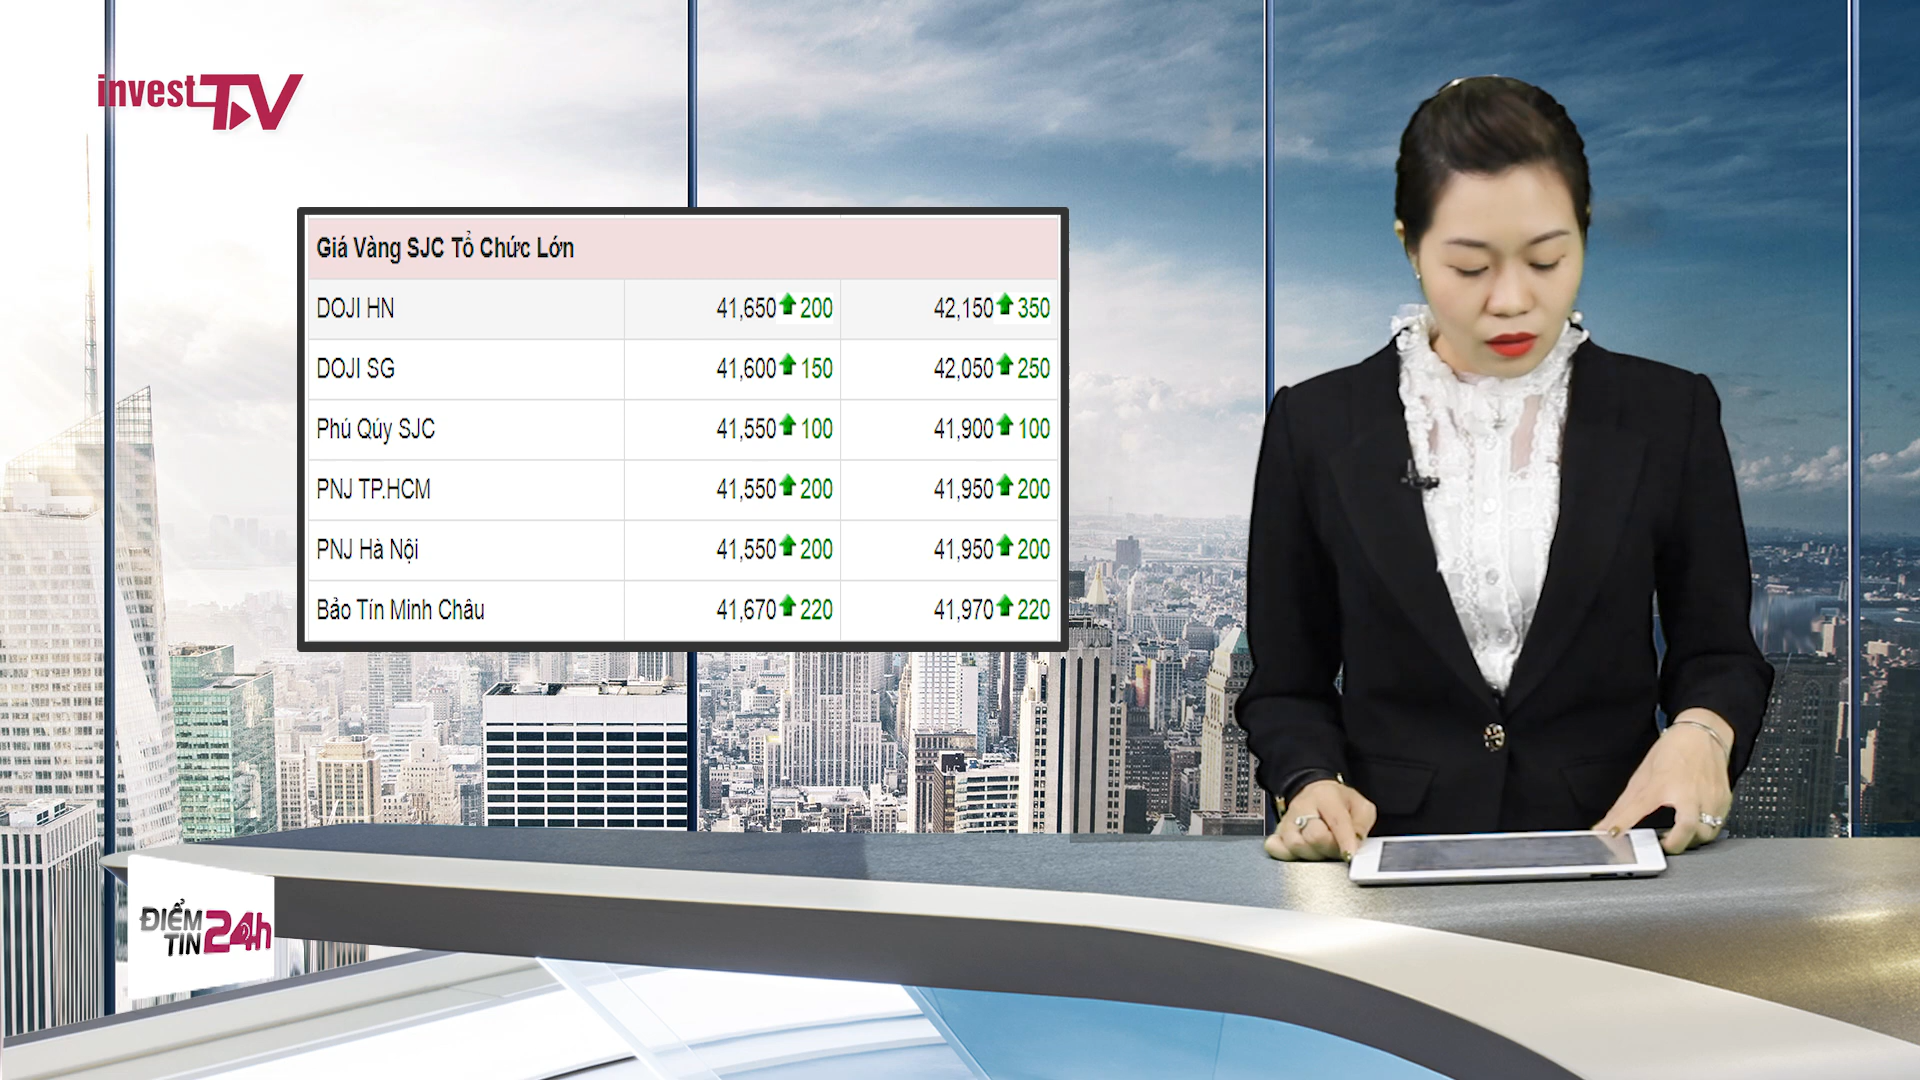 invest TV
Giá Vàng SJC Tổ Chức Lớn
DOJI HN 41,650 200 42,150 350
DOJI SG 41,600 150 42,050 250
Phú Qúy SJC 41,550 100 41,900 100
PNJ TP.HCM 41,550 200 41,950 200
PNJ Hà Nội 41,550 200 41,950 200
Bảo Tín Minh Châu 41,670 220 41,970 220
ĐIỂM
TIN 24h